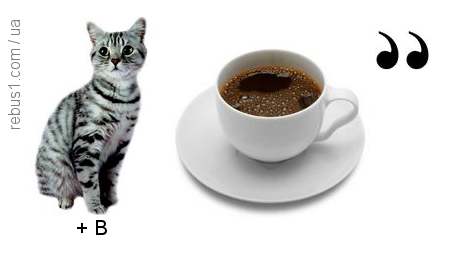 rebus1.com/ua
❟❟
+ В